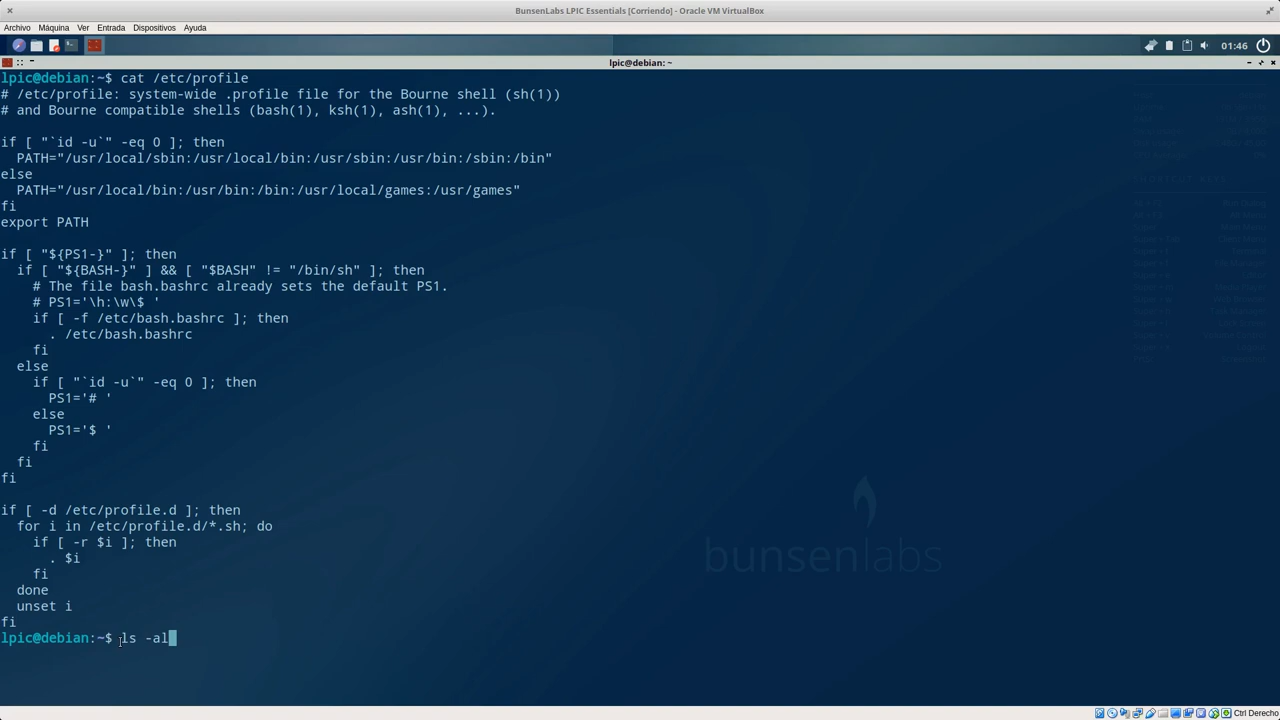 BunsenLabs LPIC Essentials [Corriendo] - Oracle VM VirtualBox
Archivo Máquina Ver Entrada Dispositivos Ayuda
01:46
lpic@debian: ~
lpic@debian:~$ cat /etc/profile
# /etc/profile: system-wide .profile file for the Bourne shell (sh(1))
# and Bourne compatible shells (bash(1), ksh(1), ash(1), ...).
if [ "`id -u`" -eq 0 ]; then
  PATH="/usr/local/sbin:/usr/local/bin:/usr/sbin:/usr/bin:/sbin:/bin"
else
  PATH="/usr/local/bin:/usr/bin:/bin:/usr/local/games:/usr/games"
fi
export PATH
if [ "${PS1-}" ]; then
  if [ "${BASH-}" ] && [ "$BASH" != "/bin/sh" ]; then
    # The file bash.bashrc already sets the default PS1.
    # PS1='\h:\w\$ '
    if [ -f /etc/bash.bashrc ]; then
      . /etc/bash.bashrc
    fi
  else
    if [ "`id -u`" -eq 0 ]; then
      PS1='# '
    else
      PS1='$ '
    fi
  fi
fi
if [ -d /etc/profile.d ]; then
  for i in /etc/profile.d/*.sh; do
    if [ -r $i ]; then
      . $i
    fi
  done
  unset i
fi
lpic@debian:~$ ls -al
bunsenlabs
Ctrl Derecho